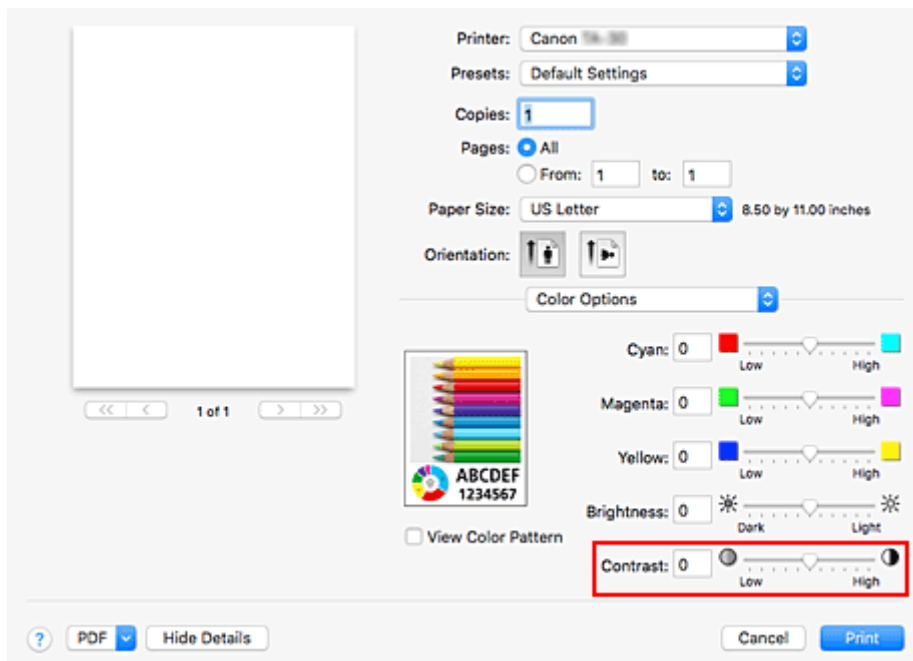 Printer: Canon
Presets: Default Settings
Copies: 1
Pages: All
From: 1 to: 1
Paper Size: US Letter 8.50 by 11.00 inches
Orientation:
Color Options
1 of 1
Cyan: 0
Low High
Magenta: 0
Low High
Yellow: 0
Low High
ABCDEF
1234567
Brightness: 0
Dark Light
View Color Pattern
Contrast: 0
Low High
? PDF Hide Details Cancel Print